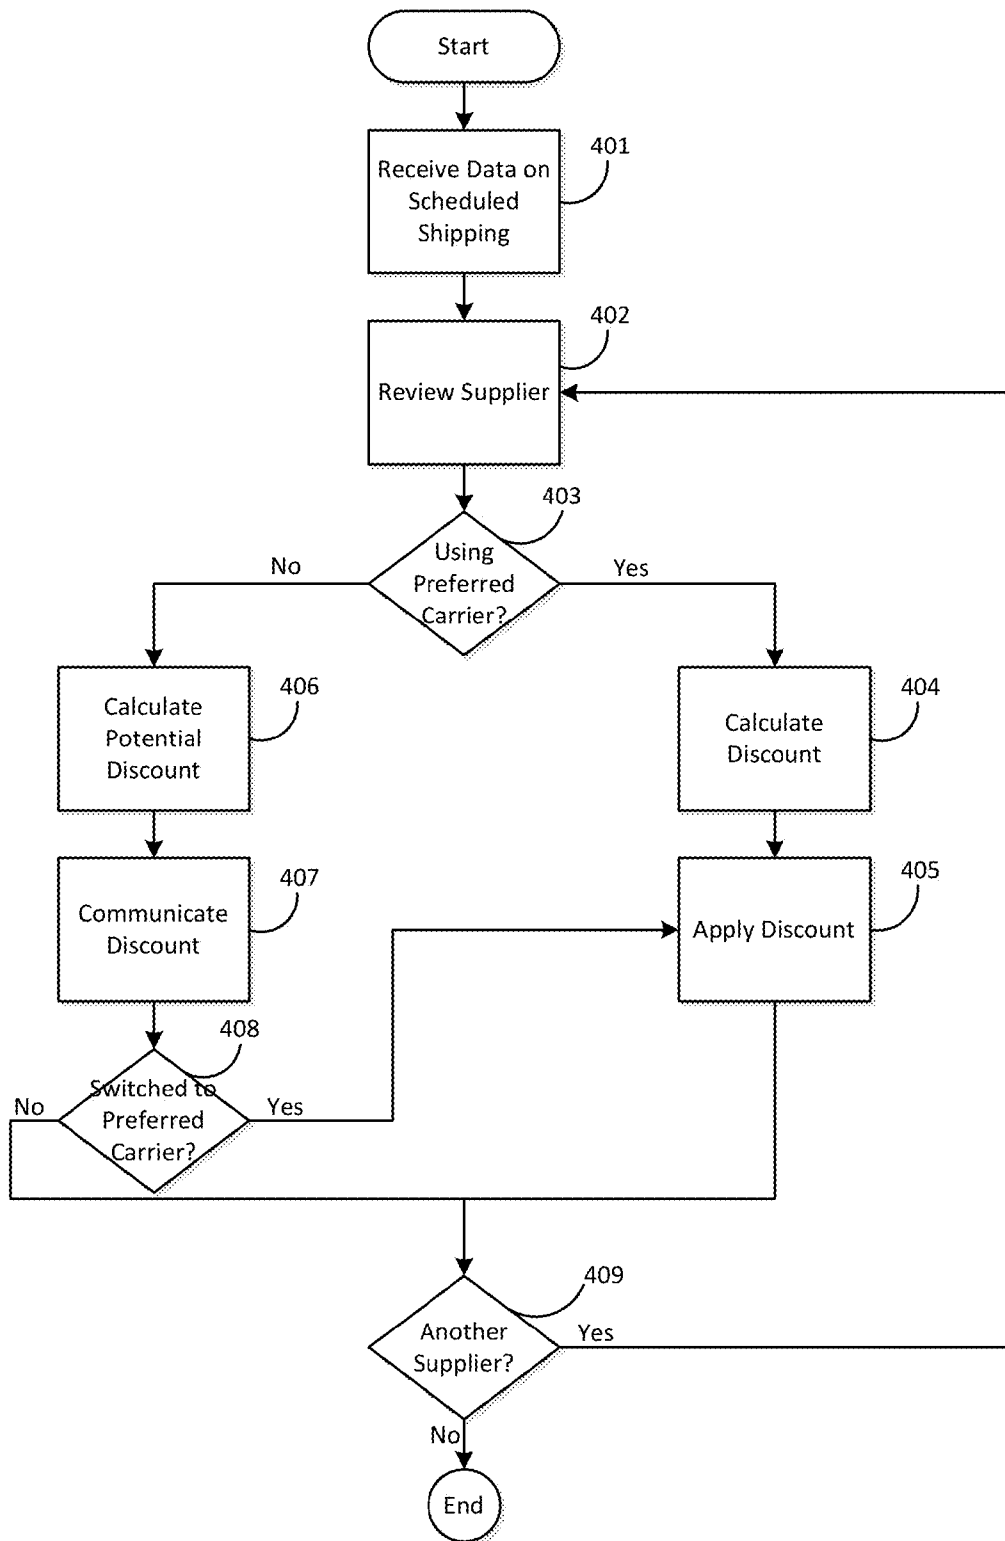 Start
401
Receive Data on
Scheduled
Shipping
402
Review Supplier
403
Using
Preferred
Carrier?
No
Yes
406
Calculate
Potential
Discount
404
Calculate
Discount
407
Communicate
Discount
405
Apply Discount
408
Switched to
Preferred
Carrier?
No
Yes
409
Another
Supplier?
Yes
No
End